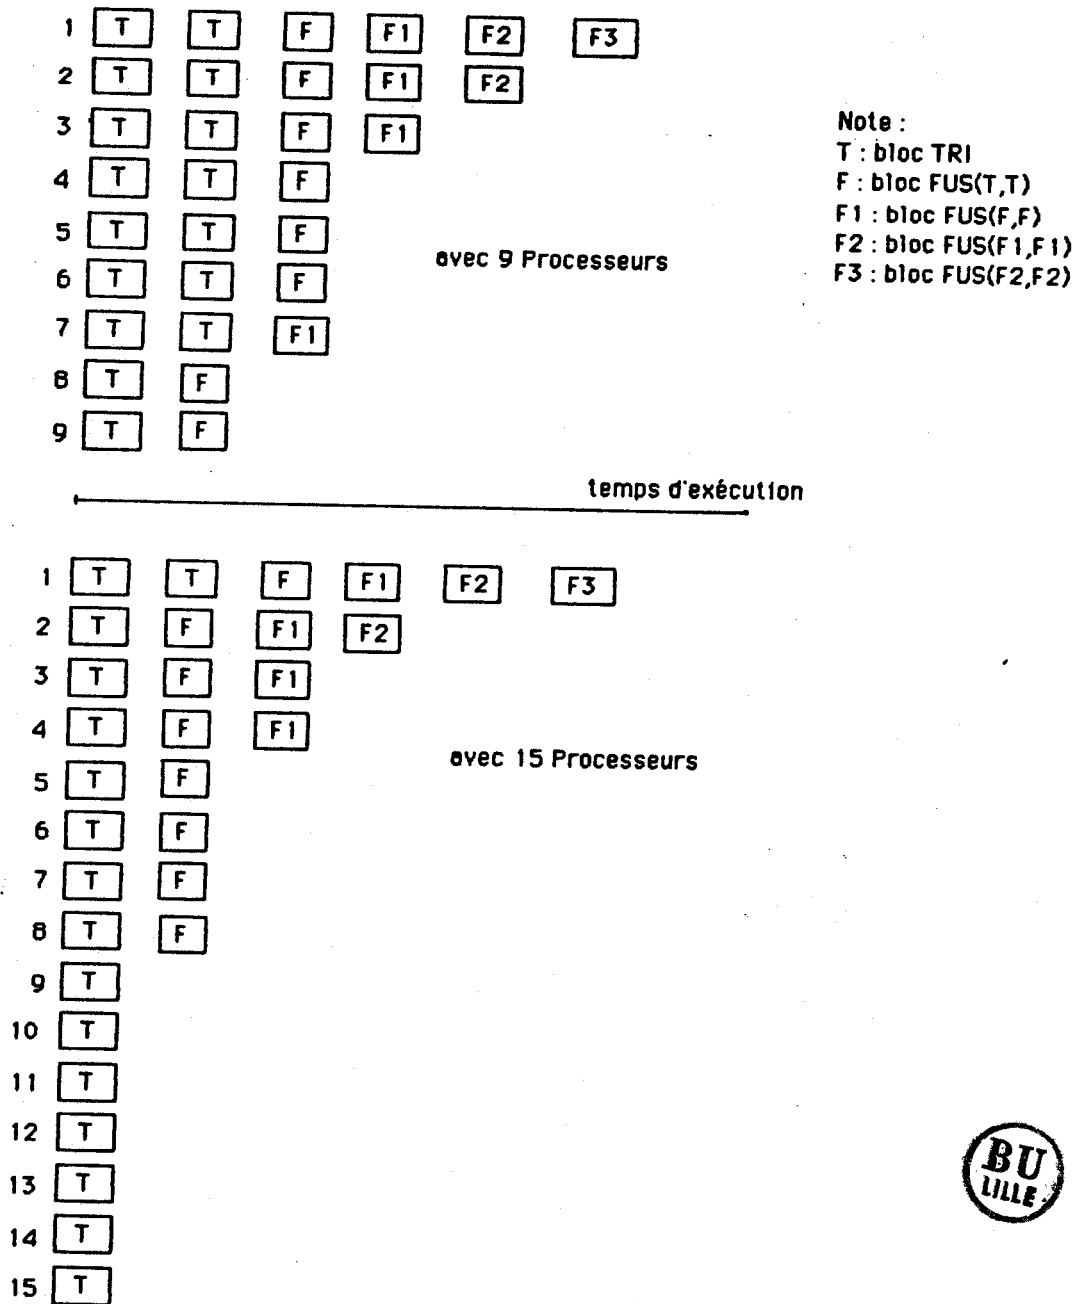 1 T T F F1 F2 F3
2 T T F F1 F2
3 T T F F1
4 T T F
5 T T F
6 T T F
7 T T F1
8 T F
9 T F
avec 9 Processeurs
Note :
T : bloc TRI
F : bloc FUS(T,T)
F1 : bloc FUS(F,F)
F2 : bloc FUS(F1,F1)
F3 : bloc FUS(F2,F2)
temps d'exécution
1 T T F F1 F2 F3
2 T F F1 F2
3 T F F1
4 T F F1
5 T F
6 T F
7 T F
8 T F
9 T
10 T
11 T
12 T
13 T
14 T
15 T
avec 15 Processeurs
BU
LILLE